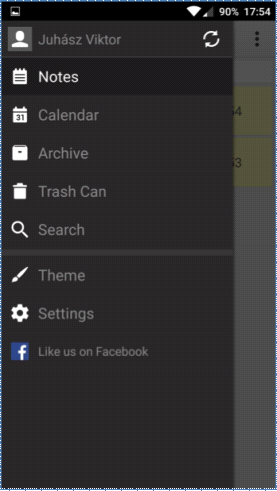 90% 17:54
Juhász Viktor
Notes
31 Calendar
Archive
Trash Can
Search
Theme
Settings
f Like us on Facebook